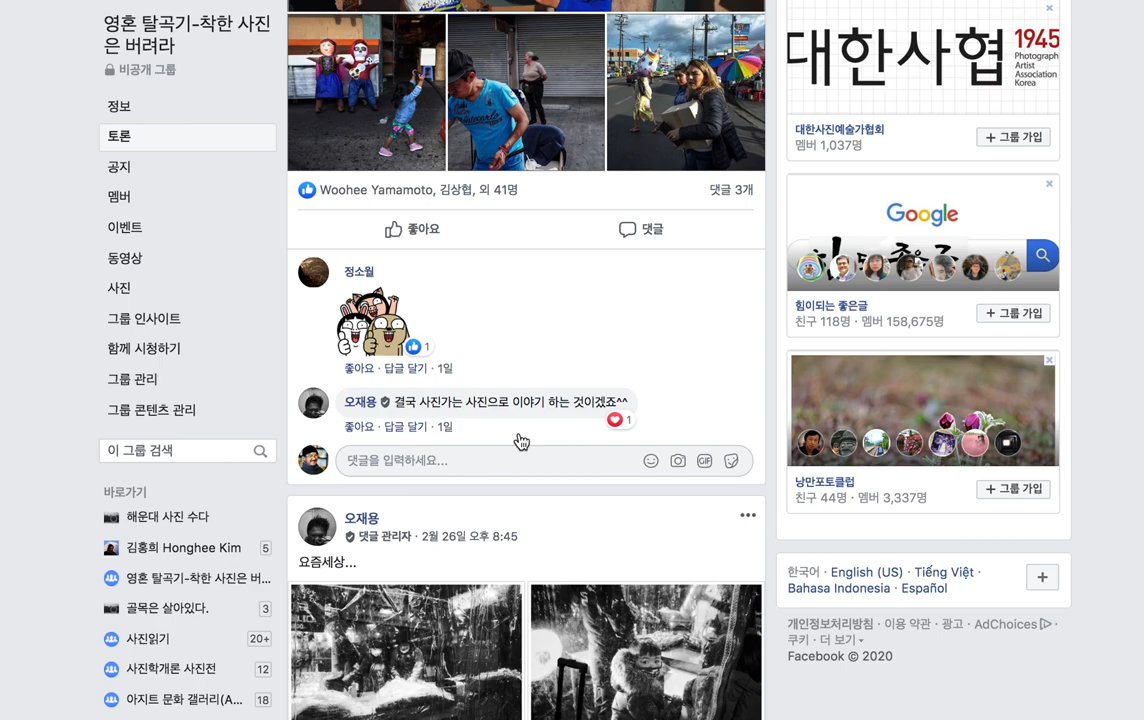 영혼 탈곡기-착한 사진
은 버려라
비공개 그룹
정보
토론
공지
멤버
이벤트
동영상
사진
그룹 인사이트
함께 시청하기
그룹 관리
그룹 콘텐츠 관리
이 그룹 검색
바로가기
해운대 사진 수다
김홍희 Honghee Kim 5
영혼 탈곡기-착한 사진은 버...
골목은 살아있다. 3
사진읽기 20+
사진학개론 사진전 12
아지트 문화 갤러리(A... 18
Woohee Yamamoto, 김상협, 외 41명 댓글 3개
좋아요 댓글
정소월
1
좋아요 · 답글 달기 · 1일
오재용 결국 사진가는 사진으로 이야기 하는 것이겠죠^^
1
좋아요 · 답글 달기 · 1일
댓글을 입력하세요... GIF
오재용
댓글 관리자 · 2월 26일 오후 8:45
요즘세상...
대한사협 1945
Photograph
Artist
Association
Korea
대한사진예술가협회
멤버 1,037명
+ 그룹 가입
Google
힘이되는 좋은글
친구 118명 · 멤버 158,675명
+ 그룹 가입
낭만포토클럽
친구 44명 · 멤버 3,337명
+ 그룹 가입
한국어 · English (US) · Tiếng Việt ·
Bahasa Indonesia · Español
개인정보처리방침 · 이용 약관 · 광고 · AdChoices ·
쿠키 · 더 보기
Facebook © 2020